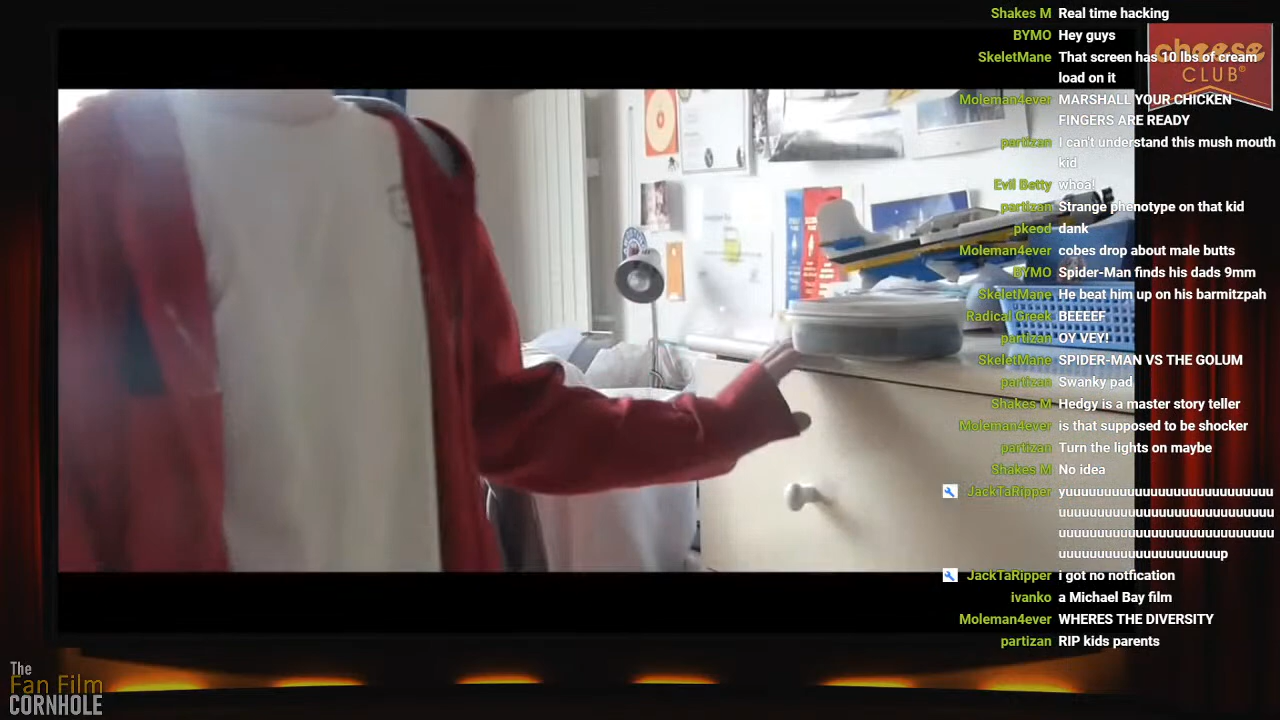 Shakes M Real time hacking
BYMO Hey guys
SkeletMane That screen has 10 lbs of cream
load on it
cheese
CLUB®
Moleman4ever MARSHALL YOUR CHICKEN
FINGERS ARE READY
partizan I can't understand this mush mouth
kid
Evil Betty whoa!
partizan Strange phenotype on that kid
pkeod dank
Moleman4ever cobes drop about male butts
BYMO Spider-Man finds his dads 9mm
SkeletMane He beat him up on his barmitzpah
Radical Greek BEEEEF
partizan OY VEY!
SkeletMane SPIDER-MAN VS THE GOLUM
partizan Swanky pad
Shakes M Hedgy is a master story teller
Moleman4ever is that supposed to be shocker
partizan Turn the lights on maybe
Shakes M No idea
JackTaRipper yuuuuuuuuuuuuuuuuuuuuuuuuuuu
uuuuuuuuuuuuuuuuuuuuuuuuuuuu
uuuuuuuuuuuuuuuuuuuuuuuuuuuu
uuuuuuuuuuuuuuuuuuuuup
JackTaRipper i got no notfication
ivanko a Michael Bay film
Moleman4ever WHERES THE DIVERSITY
partizan RIP kids parents
The
Fan Film
CORNHOLE